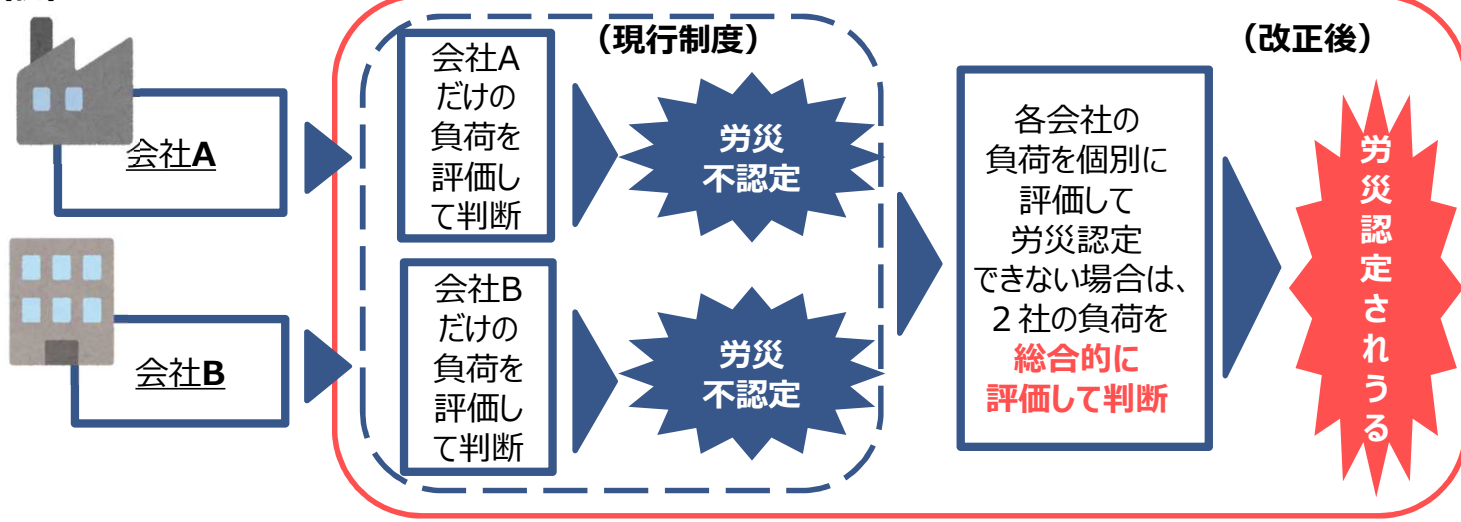 （現行制度）
（改正後）
会社A
会社A
だけの
負荷を
評価し
て判断
労災
不認定
会社B
会社B
だけの
負荷を
評価し
て判断
労災
不認定
各会社の
負荷を個別に
評価して
労災認定
できない場合は、
２社の負荷を
総合的に
評価して判断
労災認定されうる